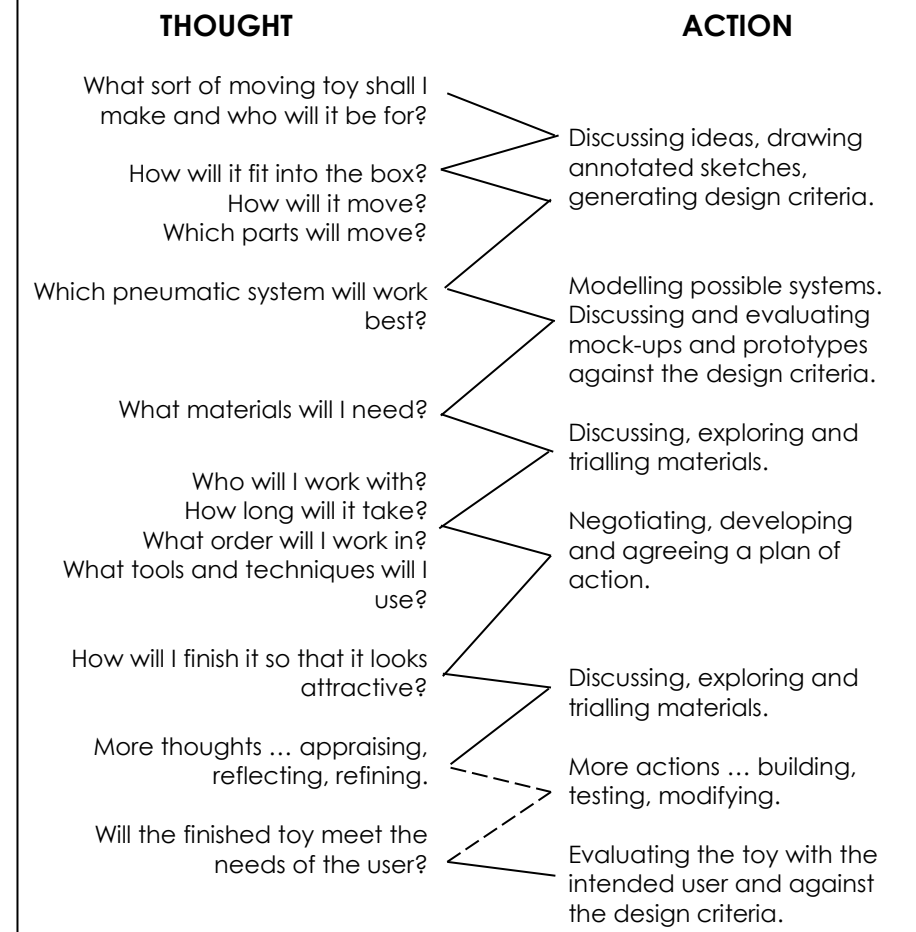 THOUGHT
ACTION
What sort of moving toy shall I
make and who will it be for?
Discussing ideas, drawing
annotated sketches,
generating design criteria.
How will it fit into the box?
How will it move?
Which parts will move?
Which pneumatic system will work
best?
Modelling possible systems.
Discussing and evaluating
mock-ups and prototypes
against the design criteria.
What materials will I need?
Discussing, exploring and
trialling materials.
Who will I work with?
How long will it take?
What order will I work in?
What tools and techniques will I
use?
Negotiating, developing
and agreeing a plan of
action.
How will I finish it so that it looks
attractive?
Discussing, exploring and
trialling materials.
More thoughts … appraising,
reflecting, refining.
More actions … building,
testing, modifying.
Will the finished toy meet the
needs of the user?
Evaluating the toy with the
intended user and against
the design criteria.